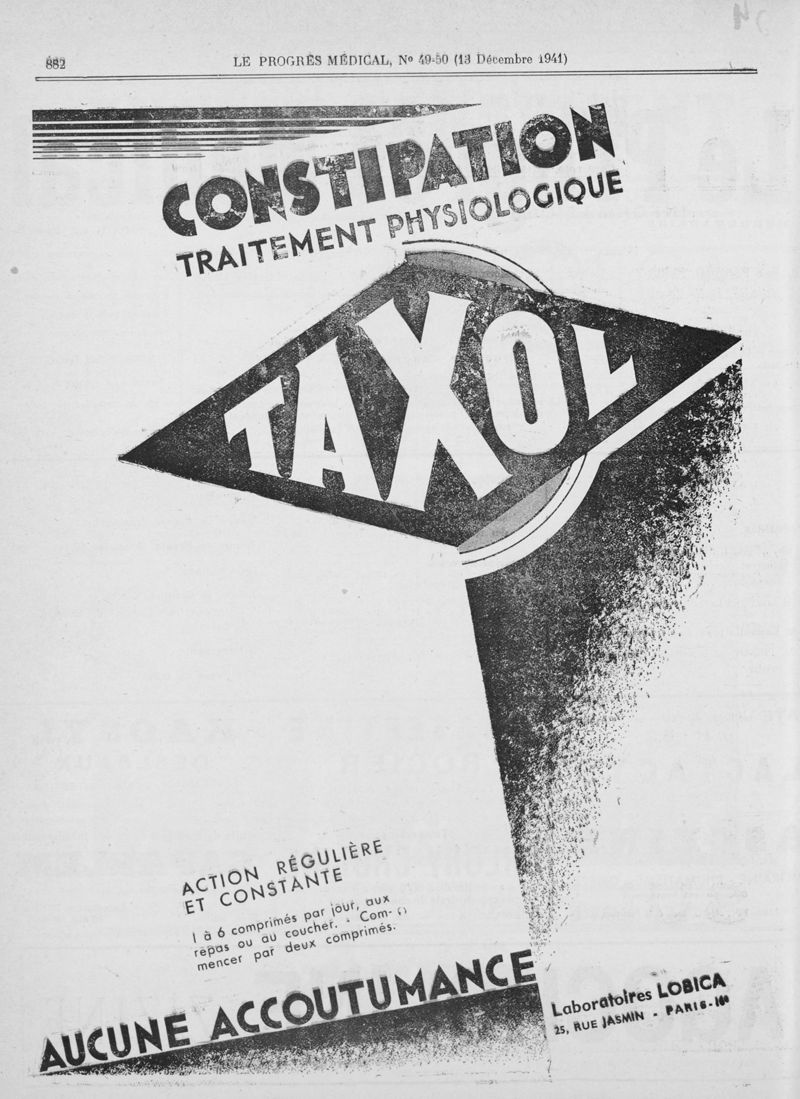 882
LE PROGRÈS MÉDICAL, Nº 49-50 (13 Décembre 1941)
CONSTIPATION
TRAITEMENT PHYSIOLOGIQUE
TAXOL
ACTION RÉGULIÈRE
ET CONSTANTE
1 à 6 comprimés par jour, aux
repas ou au coucher. - Com-
mencer par deux comprimés.
AUCUNE ACCOUTUMANCE
Laboratoires LOBICA
25, RUE JASMIN - PARIS-16e